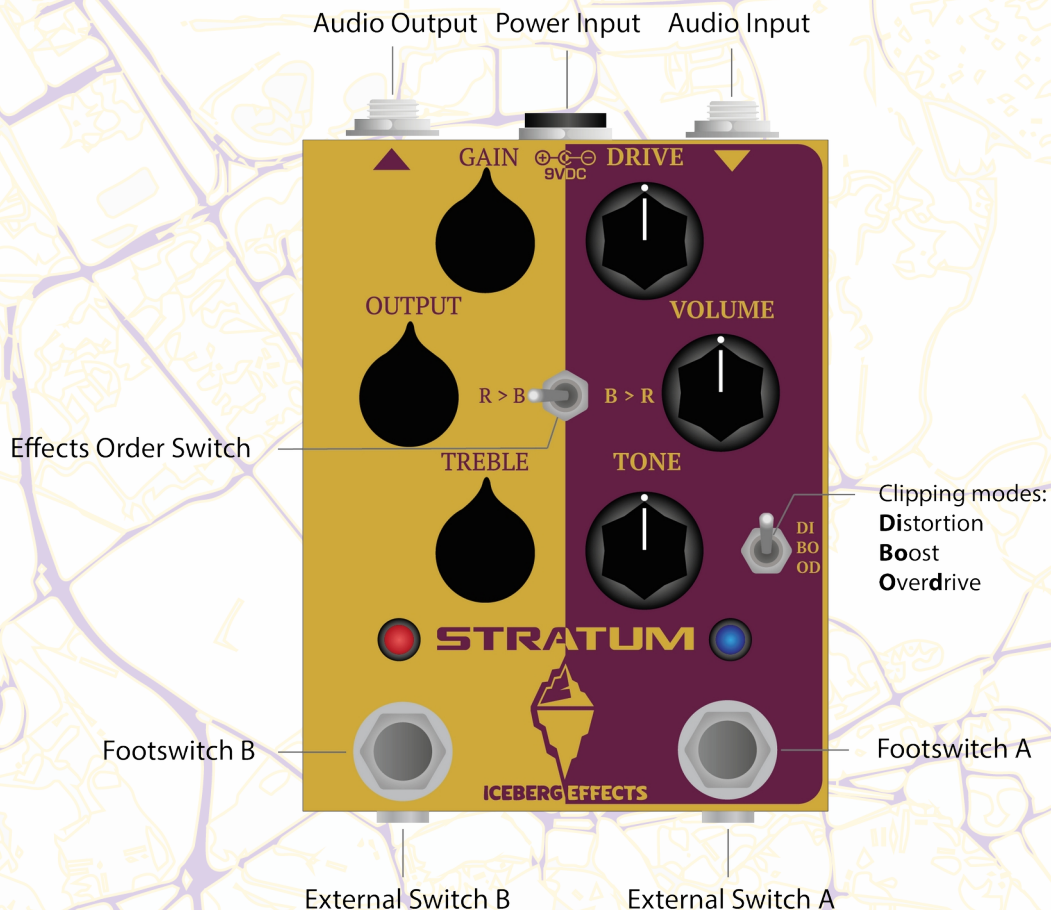 Audio Output Power Input Audio Input
GAIN 9VDC DRIVE
OUTPUT VOLUME
R > B B > R
Effects Order Switch
TREBLE TONE
Clipping modes:
Distortion
Boost
Overdrive
DI
BO
OD
STRATUM
Footswitch B Footswitch A
ICEBERG EFFECTS
External Switch B External Switch A